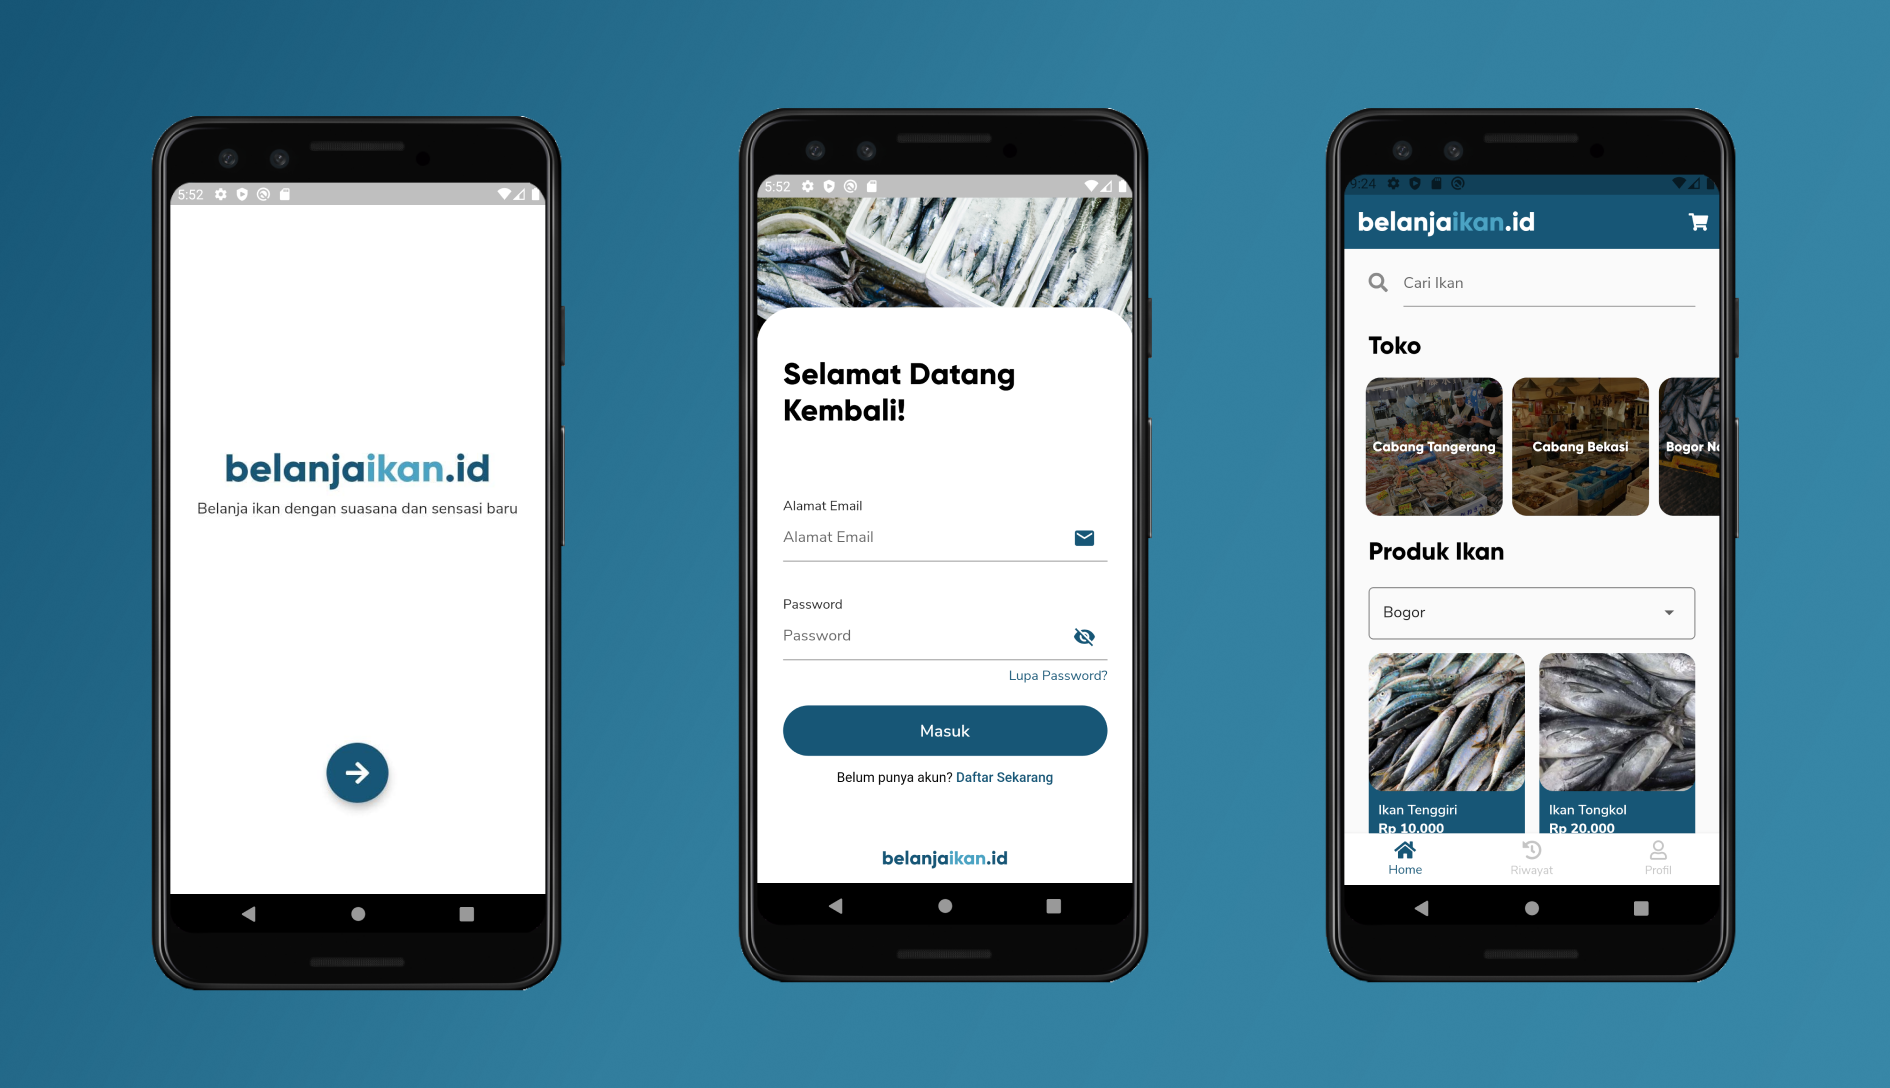 5:52
belanjaikan.id
Belanja ikan dengan suasana dan sensasi baru
5:52
Selamat Datang
Kembali!
Alamat Email
Alamat Email
Password
Password
Lupa Password?
Masuk
Belum punya akun? Daftar Sekarang
belanjaikan.id
9:24
belanjaikan.id
Cari Ikan
Toko
Cabang Tangerang
Cabang Bekasi
Bogor
Produk Ikan
Bogor
Ikan Tenggiri
Rp 10.000
Ikan Tongkol
Rp 20.000
Home
Riwayat
Profil